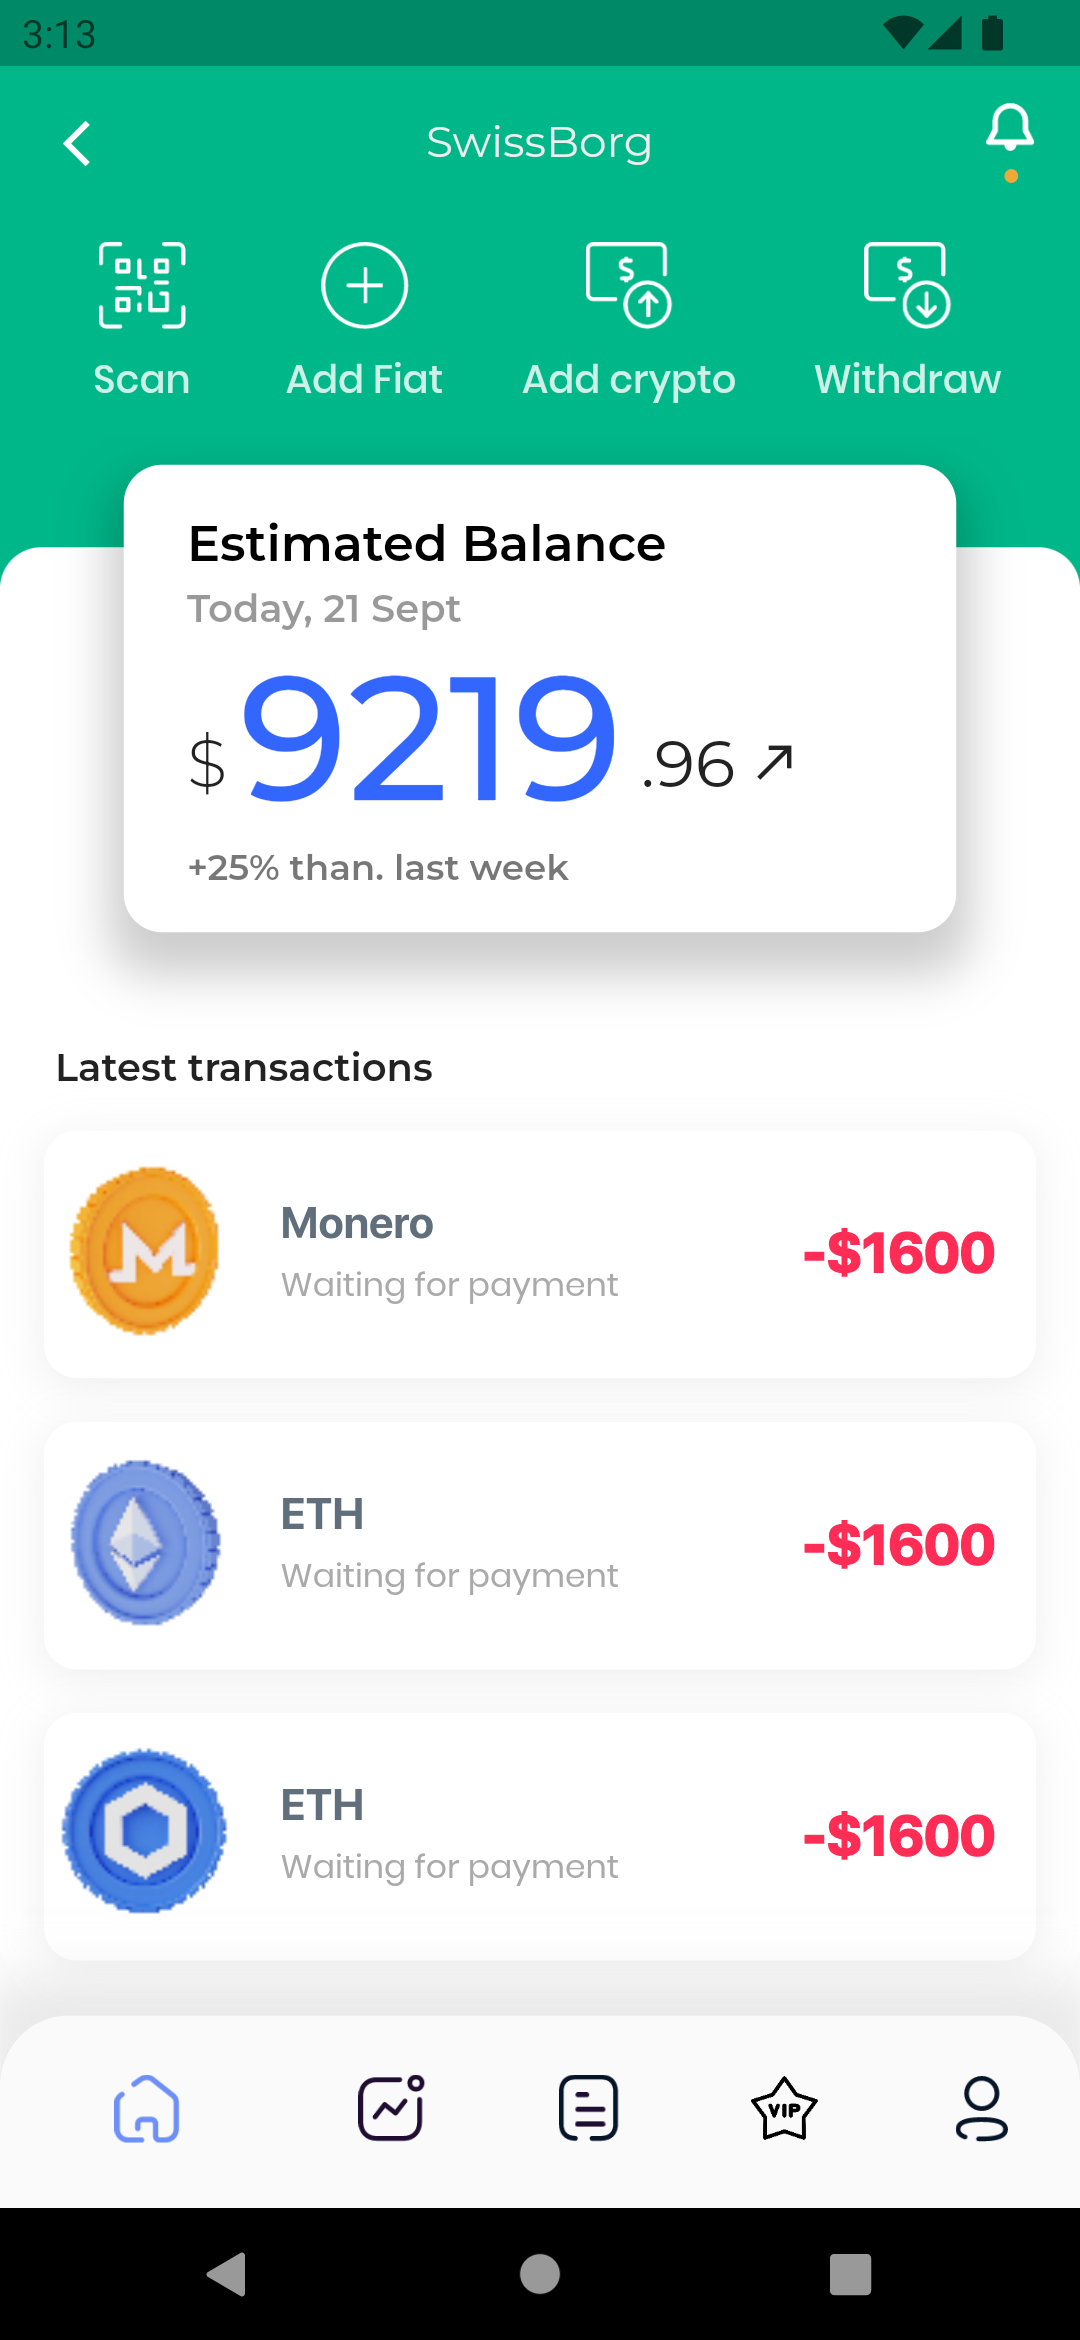 3:13
SwissBorg
Scan
Add Fiat
Add crypto
Withdraw
Estimated Balance
Today, 21 Sept
$ 9219 .96
+25% than. last week
Latest transactions
Monero
Waiting for payment
-$1600
ETH
Waiting for payment
-$1600
ETH
Waiting for payment
-$1600
VIP